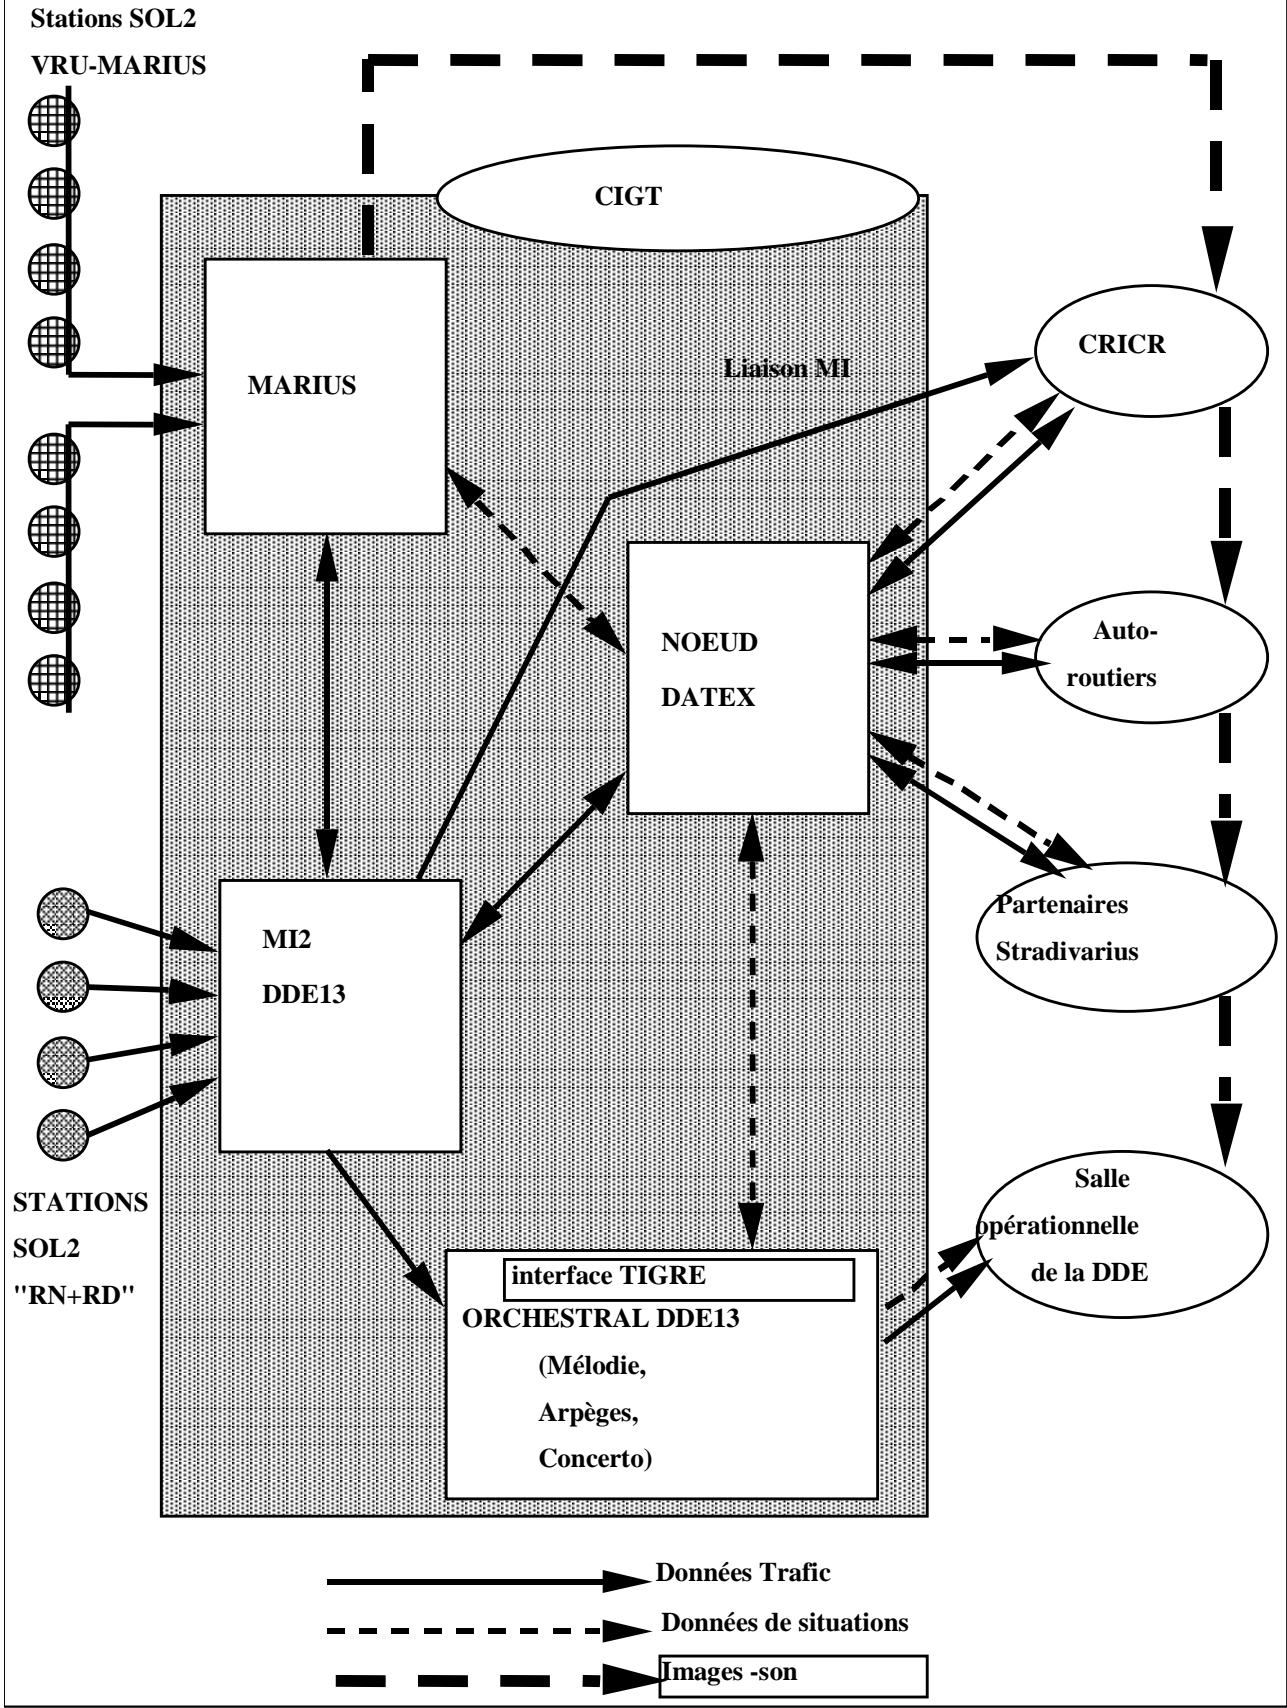 Stations SOL2
VRU-MARIUS
CIGT
MARIUS
Liaison MI
CRICR
NOEUD
DATEX
Auto-
routiers
MI2
DDE13
Partenaires
Stradivarius
STATIONS
SOL2
"RN+RD"
Salle
opérationnelle
de la DDE
interface TIGRE
ORCHESTRAL DDE13
(Mélodie,
Arpèges,
Concerto)
Données Trafic
Données de situations
Images -son